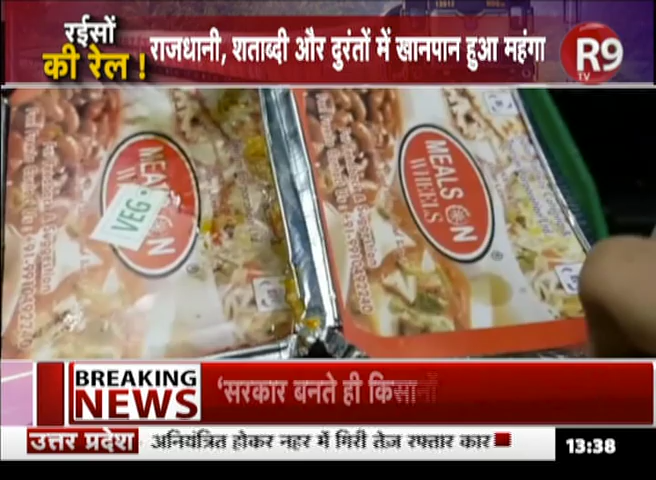 रईसों
की रेल !
राजधानी, शताब्दी और दुरंतों में खानपान हुआ महंगा
R9
TV
MEALS ON
WHEELS
VEG
MEALS ON
WHEELS
BREAKING
NEWS
'सरकार बनते ही किसानों
उत्तर प्रदेश
अनियंत्रित होकर नहर में गिरी तेज रफ्तार कार
13:38